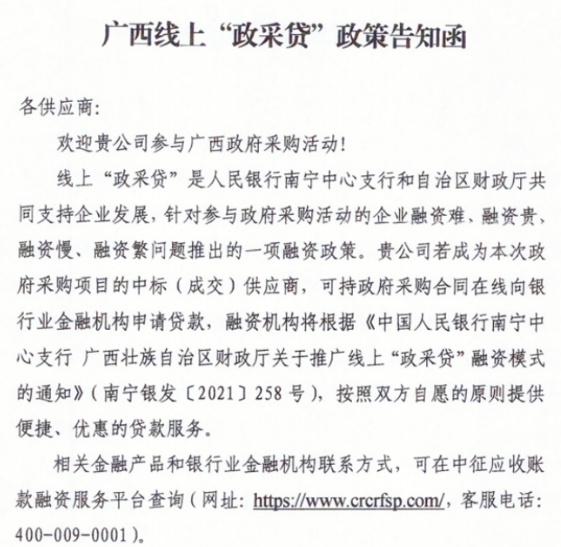 广西线上“政采贷”政策告知函
各供应商：
欢迎贵公司参与广西政府采购活动！
线上“政采贷”是人民银行南宁中心支行和自治区财政厅共
同支持企业发展，针对参与政府采购活动的企业融资难、融资贵、
融资慢、融资繁问题推出的一项融资政策。贵公司若成为本次政
府采购项目的中标（成交）供应商，可持政府采购合同在线向银
行业金融机构申请贷款，融资机构将根据《中国人民银行南宁中
心支行 广西壮族自治区财政厅关于推广线上“政采贷”融资模式
的通知》（南宁银发〔2021〕258 号），按照双方自愿的原则提供
便捷、优惠的贷款服务。
相关金融产品和银行业金融机构联系方式，可在中征应收账
款融资服务平台查询（网址：https://www.crcrfsp.com/，客服电话：
400-009-0001）。